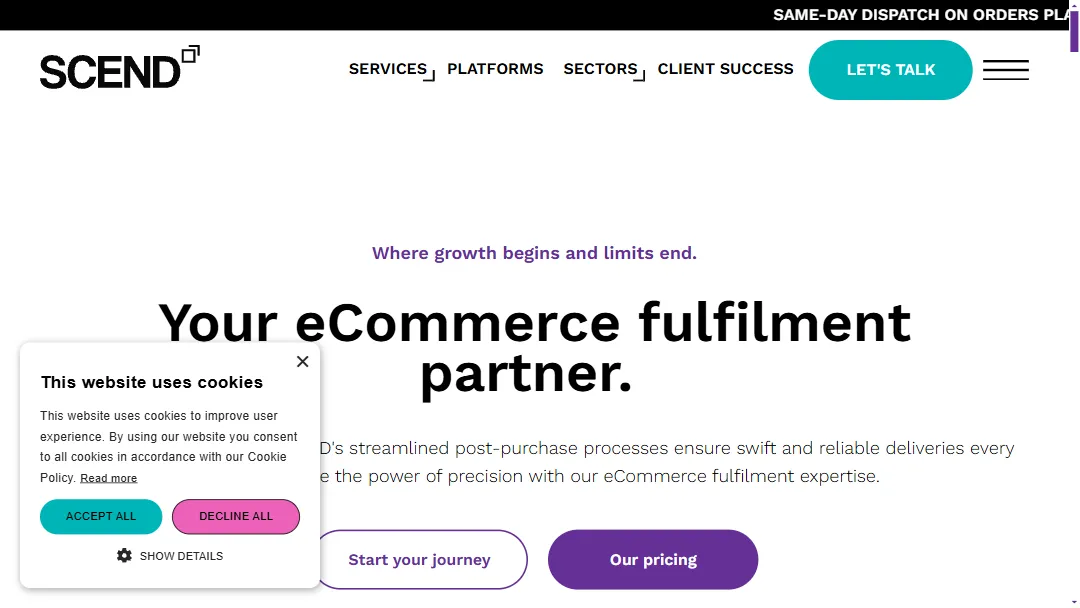 SAME-DAY DISPATCH ON ORDERS
SCEND
SERVICES PLATFORMS SECTORS CLIENT SUCCESS LET'S TALK
Where growth begins and limits end.
Your eCommerce fulfilment
partner.
D's streamlined post-purchase processes ensure swift and reliable deliveries every
the power of precision with our eCommerce fulfilment expertise.
Start your journey
Our pricing
×
This website uses cookies
This website uses cookies to improve user
experience. By using our website you consent
to all cookies in accordance with our Cookie
Policy. Read more
ACCEPT ALL
DECLINE ALL
SHOW DETAILS